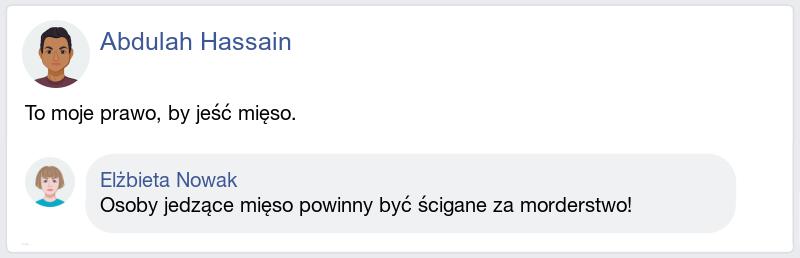 Abdulah Hassain
To moje prawo, by jeść mięso.
Elżbieta Nowak
Osoby jedzące mięso powinny być ścigane za morderstwo!